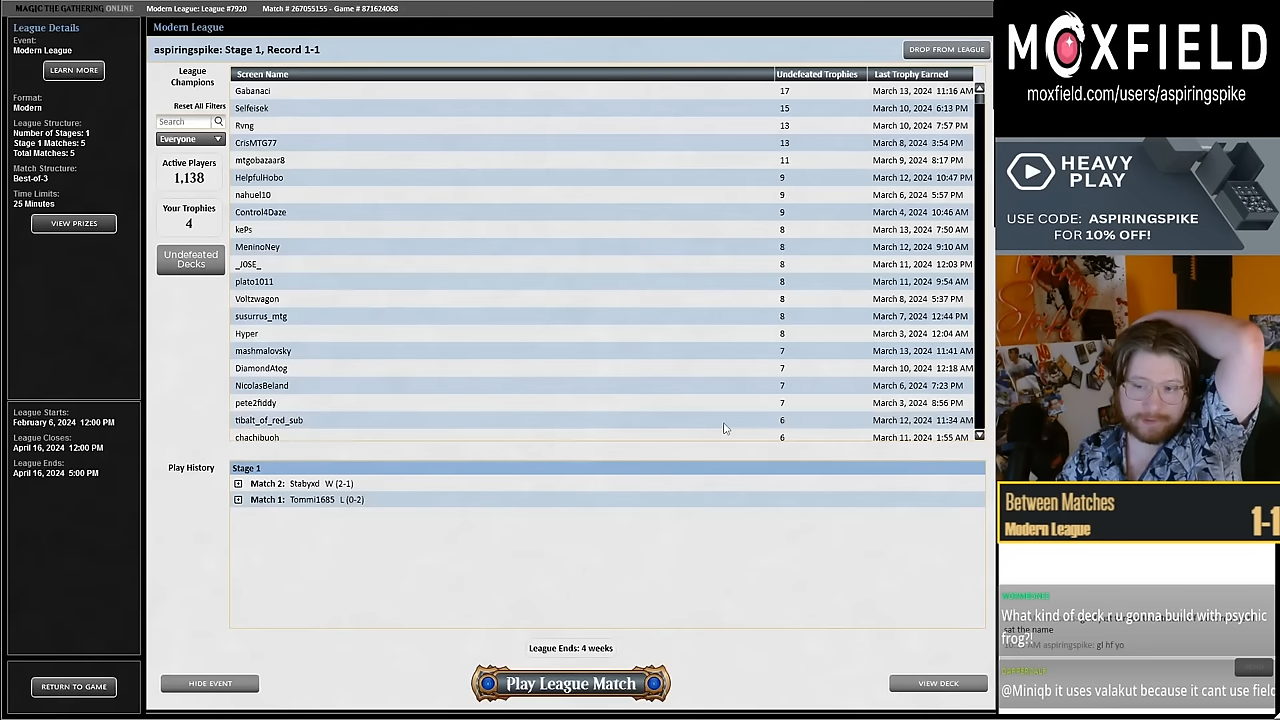 MAGIC THE GATHERING ONLINE
Modern League: League #7920
Match # 267055155 - Game # 871624068
League Details
Event:
Modern League
LEARN MORE
Format:
Modern
League Structure:
Number of Stages: 1
Stage 1 Matches: 5
Total Matches: 5
Match Structure:
Best-of-3
Time Limits:
25 Minutes
VIEW PRIZES
League Starts:
February 6, 2024 12:00 PM
League Closes:
April 16, 2024 12:00 PM
League Ends:
April 16, 2024 5:00 PM
RETURN TO GAME
Modern League
aspiringspike: Stage 1, Record 1-1
DROP FROM LEAGUE
League Champions
Reset All Filters
Search
Everyone
Active Players
1,138
Your Trophies
4
Undefeated Decks
Screen Name Undefeated Trophies Last Trophy Earned
Gabanaci 17 March 13, 2024 11:16 AM
Selfeisek 15 March 10, 2024 6:13 PM
Rvng 13 March 10, 2024 7:57 PM
CrisMTG77 13 March 8, 2024 3:54 PM
mtgobazaar8 11 March 9, 2024 8:17 PM
HelpfulHobo 9 March 12, 2024 10:47 PM
nahuel10 9 March 6, 2024 5:57 PM
Control4Daze 9 March 4, 2024 10:46 AM
kePs 8 March 13, 2024 7:50 AM
MeninoNey 8 March 12, 2024 9:10 AM
_J0SE_ 8 March 11, 2024 12:03 PM
plato1011 8 March 11, 2024 9:54 AM
Voltzwagon 8 March 8, 2024 5:37 PM
susurrus_mtg 8 March 7, 2024 12:44 PM
Hyper 8 March 3, 2024 12:04 AM
mashmalovsky 7 March 13, 2024 11:41 AM
DiamondAtog 7 March 10, 2024 12:18 AM
NicolasBeland 7 March 6, 2024 7:23 PM
pete2fiddy 7 March 3, 2024 8:56 PM
tibalt_of_red_sub 6 March 12, 2024 11:34 AM
chachibuoh 6 March 11, 2024 1:55 AM
Play History
Stage 1
Match 2: Stabyxd W (2-1)
Match 1: Tommi1685 L (0-2)
League Ends: 4 weeks
HIDE EVENT
Play League Match
VIEW DECK
MOXFIELD
moxfield.com/users/aspiringspike
HEAVY PLAY
USE CODE: ASPIRINGSPIKE
FOR 10% OFF!
Between Matches
Modern League
1-1
What kind of deck r u gonna build with psychic
sat the name
frog?!
AM aspiringspike: gl hf yo
@Miniqb it uses valakut because it cant use field